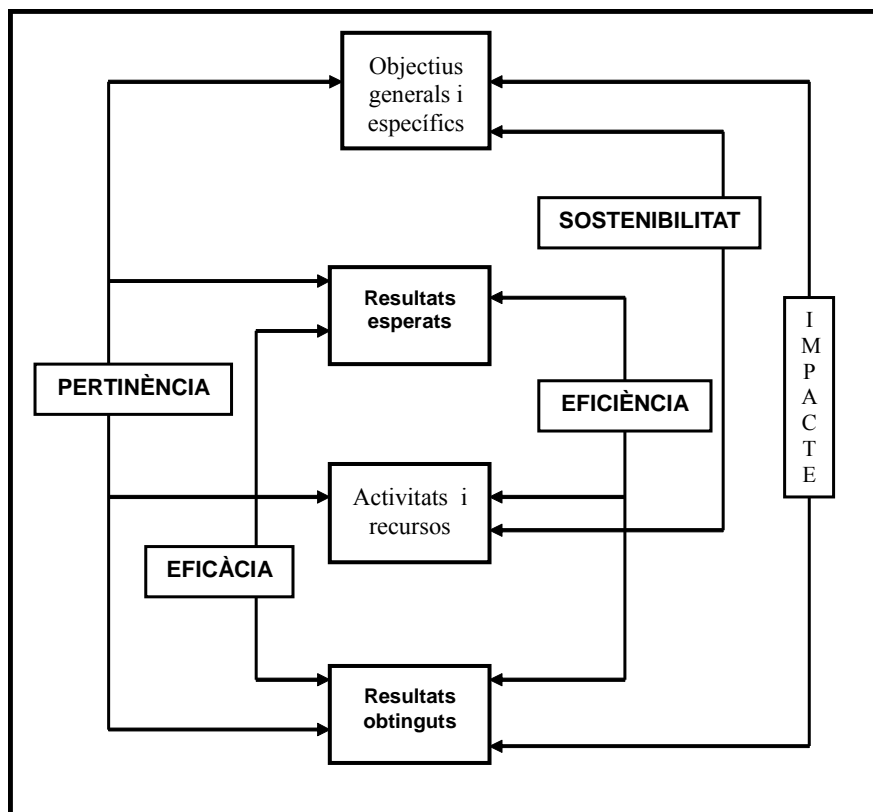 Objectius
generals i
específics
SOSTENIBILITAT
Resultats
esperats
I
M
P
A
C
T
E
PERTINÈNCIA
EFICIÈNCIA
Activitats i
recursos
EFICÀCIA
Resultats
obtinguts